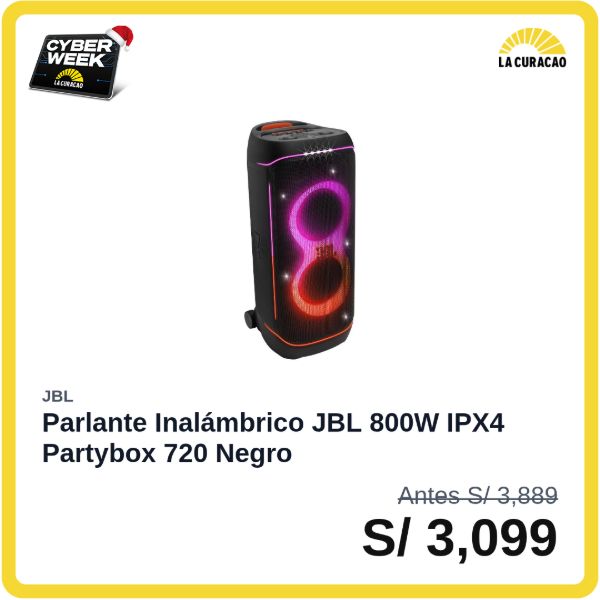 CYBER
WEEK
LA CURACAO
LA CURACAO
JBL
Parlante Inalámbrico JBL 800W IPX4
Partybox 720 Negro
Antes S/ 3,889
S/ 3,099